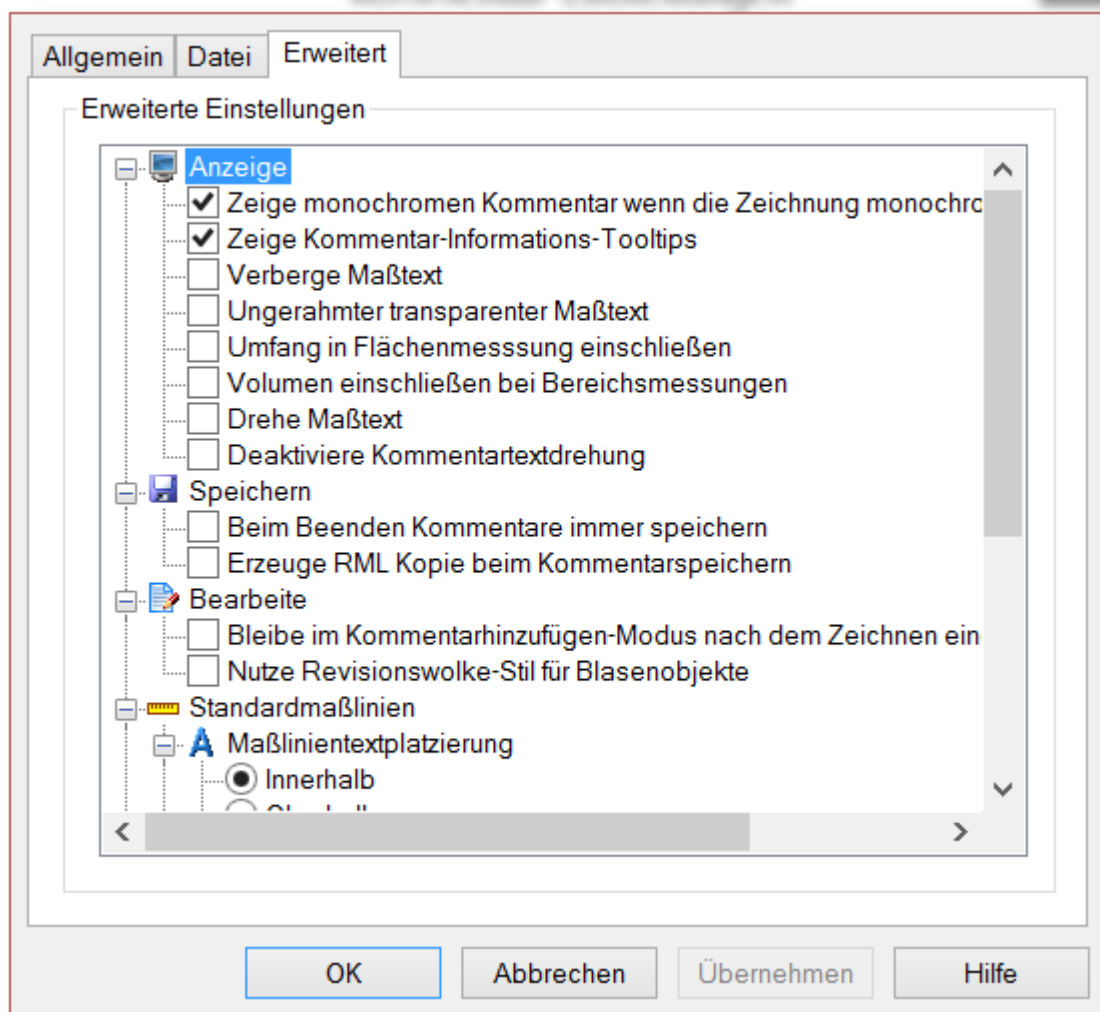 Allgemein Datei Erweitert
Erweiterte Einstellungen
Anzeige
Zeige monochromen Kommentar wenn die Zeichnung monochro
Zeige Kommentar-Informations-Tooltips
Verberge Maßtext
Ungerahmter transparenter Maßtext
Umfang in Flächenmesssung einschließen
Volumen einschließen bei Bereichsmessungen
Drehe Maßtext
Deaktiviere Kommentartextdrehung
Speichern
Beim Beenden Kommentare immer speichern
Erzeuge RML Kopie beim Kommentarspeichern
Bearbeite
Bleibe im Kommentarhinzufügen-Modus nach dem Zeichnen ein
Nutze Revisionswolke-Stil für Blasenobjekte
Standardmaßlinien
Maßlinientextplatzierung
Innerhalb
OK Abbrechen Übernehmen Hilfe